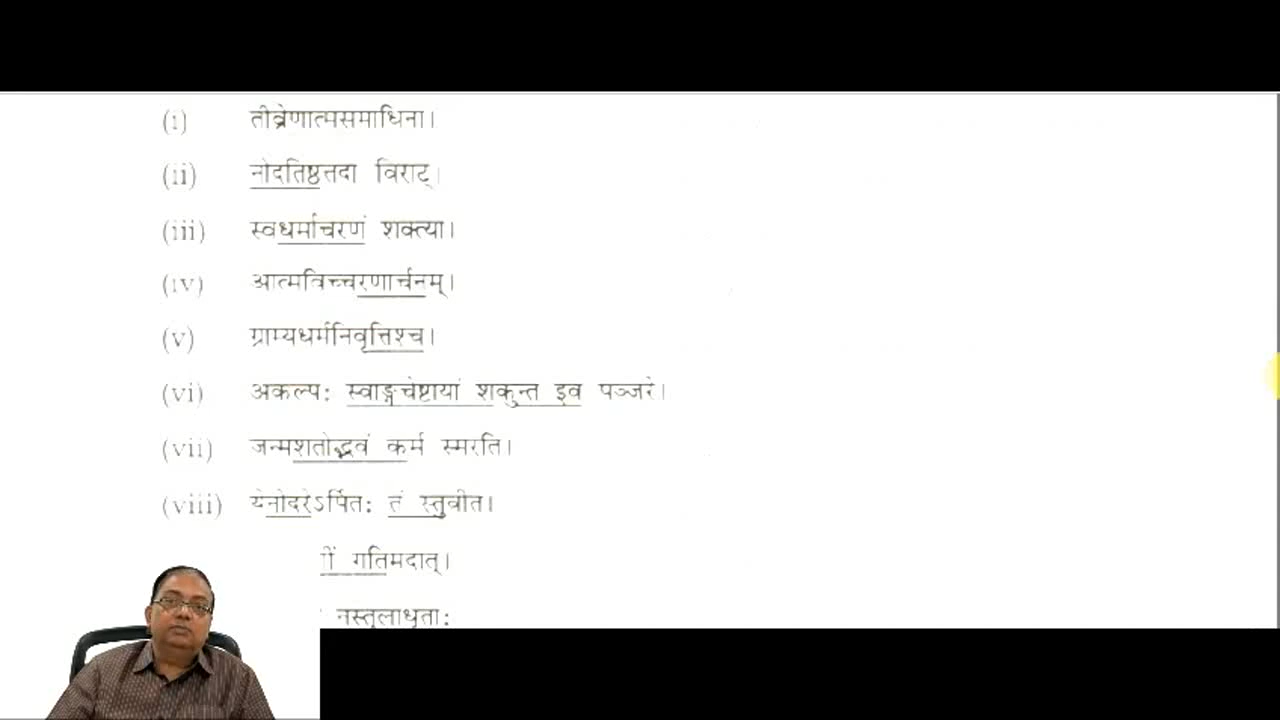 (i) तीव्रेणात्मसमाधिना।
(ii) नोदतिष्ठत्तदा विराट्।
(iii) स्वधर्माचरणं शक्त्या।
(iv) आत्मविच्चरणार्चनम्।
(v) ग्राम्यधर्मनिवृत्तिश्च।
(vi) अकल्पः स्वाङ्गचेष्टायां शकुन्त इव पञ्जरे।
(vii) जन्मशतोद्भवं कर्म स्मरति।
(viii) येनोदरेऽर्पितः तं स्तुवीत।
गतिमदात्।
नस्तुलाधृताः